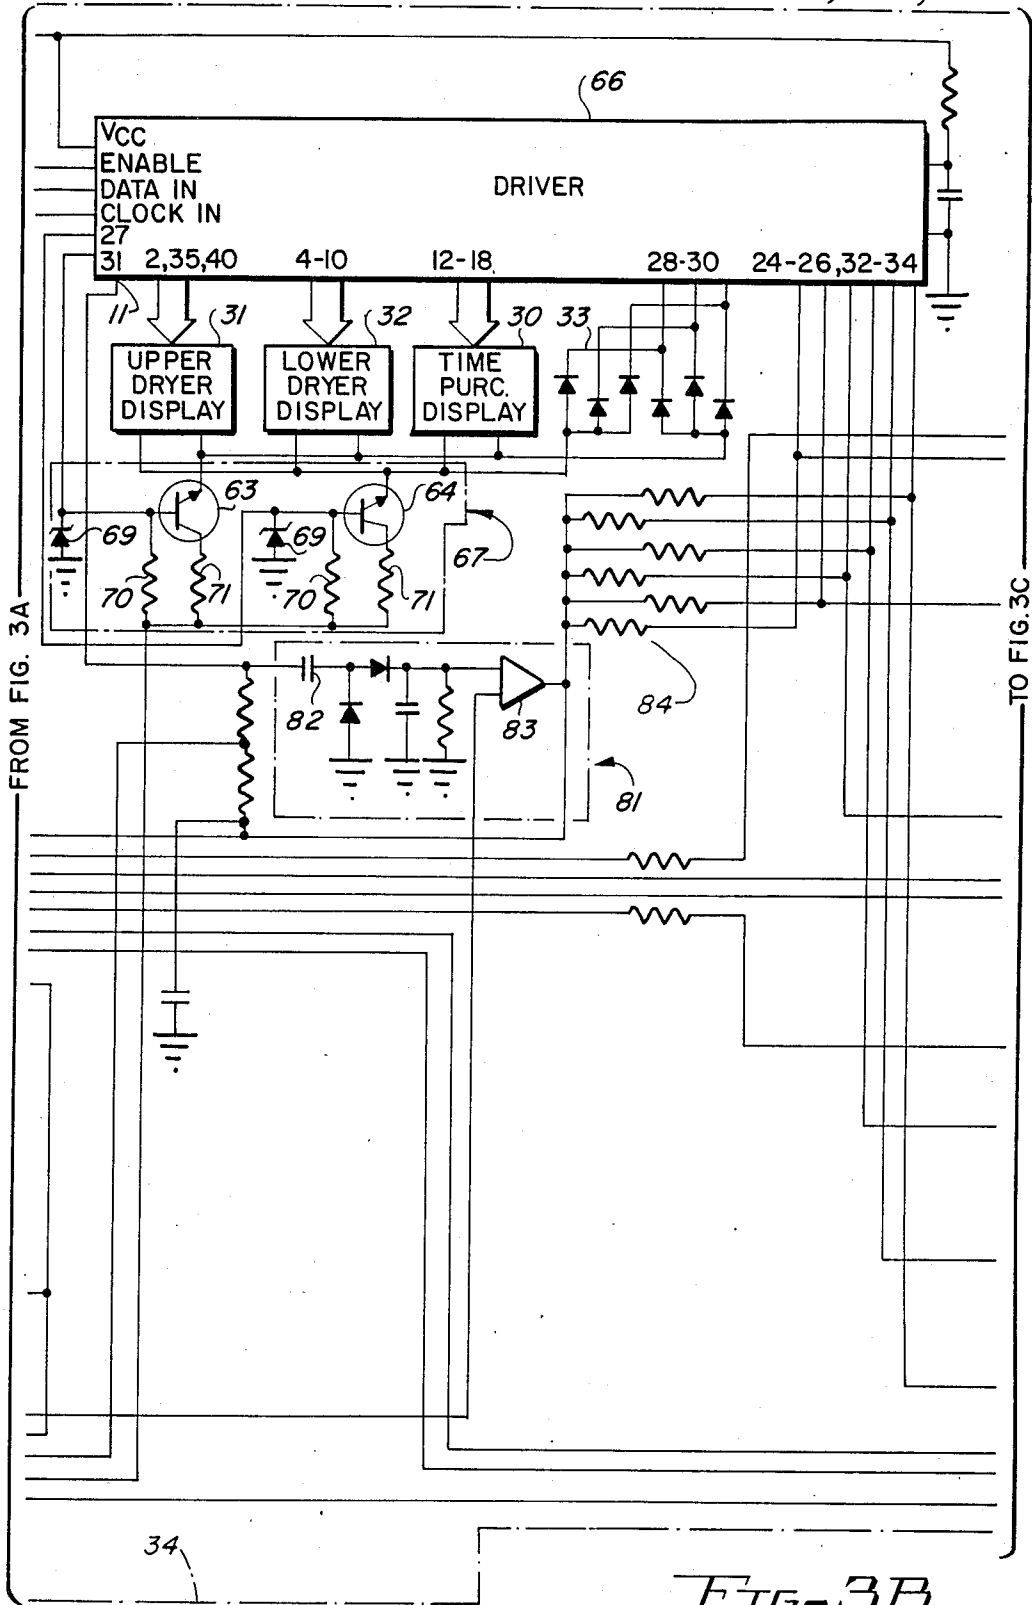 66
VCC
ENABLE
DATA IN
CLOCK IN
27
31
DRIVER
2,35,40
4-10
12-18
28-30
24-26,32-34
11
31
32
30
33
UPPER
DRYER
DISPLAY
LOWER
DRYER
DISPLAY
TIME
PURC.
DISPLAY
63
64
69
69
67
70
71
70
71
84
82
83
81
FROM FIG. 3A
TO FIG.3C
34
FIG-3B